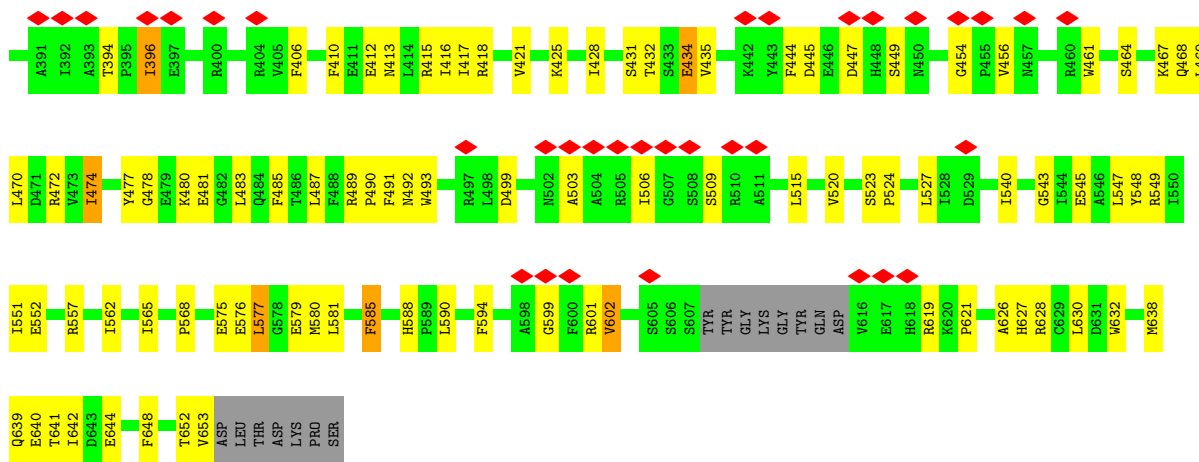 A391 I392 A393 T394 P395 I396 E397 R400 R404 V405 F406 F410 E411 E412 N413 L414 R415 I416 I417 R418 V421 K425 I428 S431 T432 S433 E434 V435 K442 Y443 F444 D445 E446 D447 H448 S449 N450 G454 P455 V456 N457 R460 W461 S464 K467 Q468
L470 D471 R472 V473 I474 Y477 G478 E479 K480 E481 G482 L483 Q484 F485 T486 L487 F488 R489 P490 F491 N492 W493 R497 L498 D499 N502 A503 A504 R505 I506 G507 S508 S509 R510 A511 L515 V520 S523 P524 L527 I528 D529 I540 G543 I544 E545 A546 L547 Y548 R549 I550
I551 E552 R557 I562 I565 P568 E575 E576 L577 G578 E579 M580 L581 F585 H588 P589 L590 F594 A598 G599 F600 R601 V602 S605 S606 S607 TYR TYR GLY LYS GLY TYR GLN ASP V616 E617 H618 R619 K620 P621 A626 H627 R628 C629 L630 D631 W632 M638
Q639 E640 T641 I642 D643 E644 F648 T652 V653 ASP LEU THR ASP LYS PRO SER